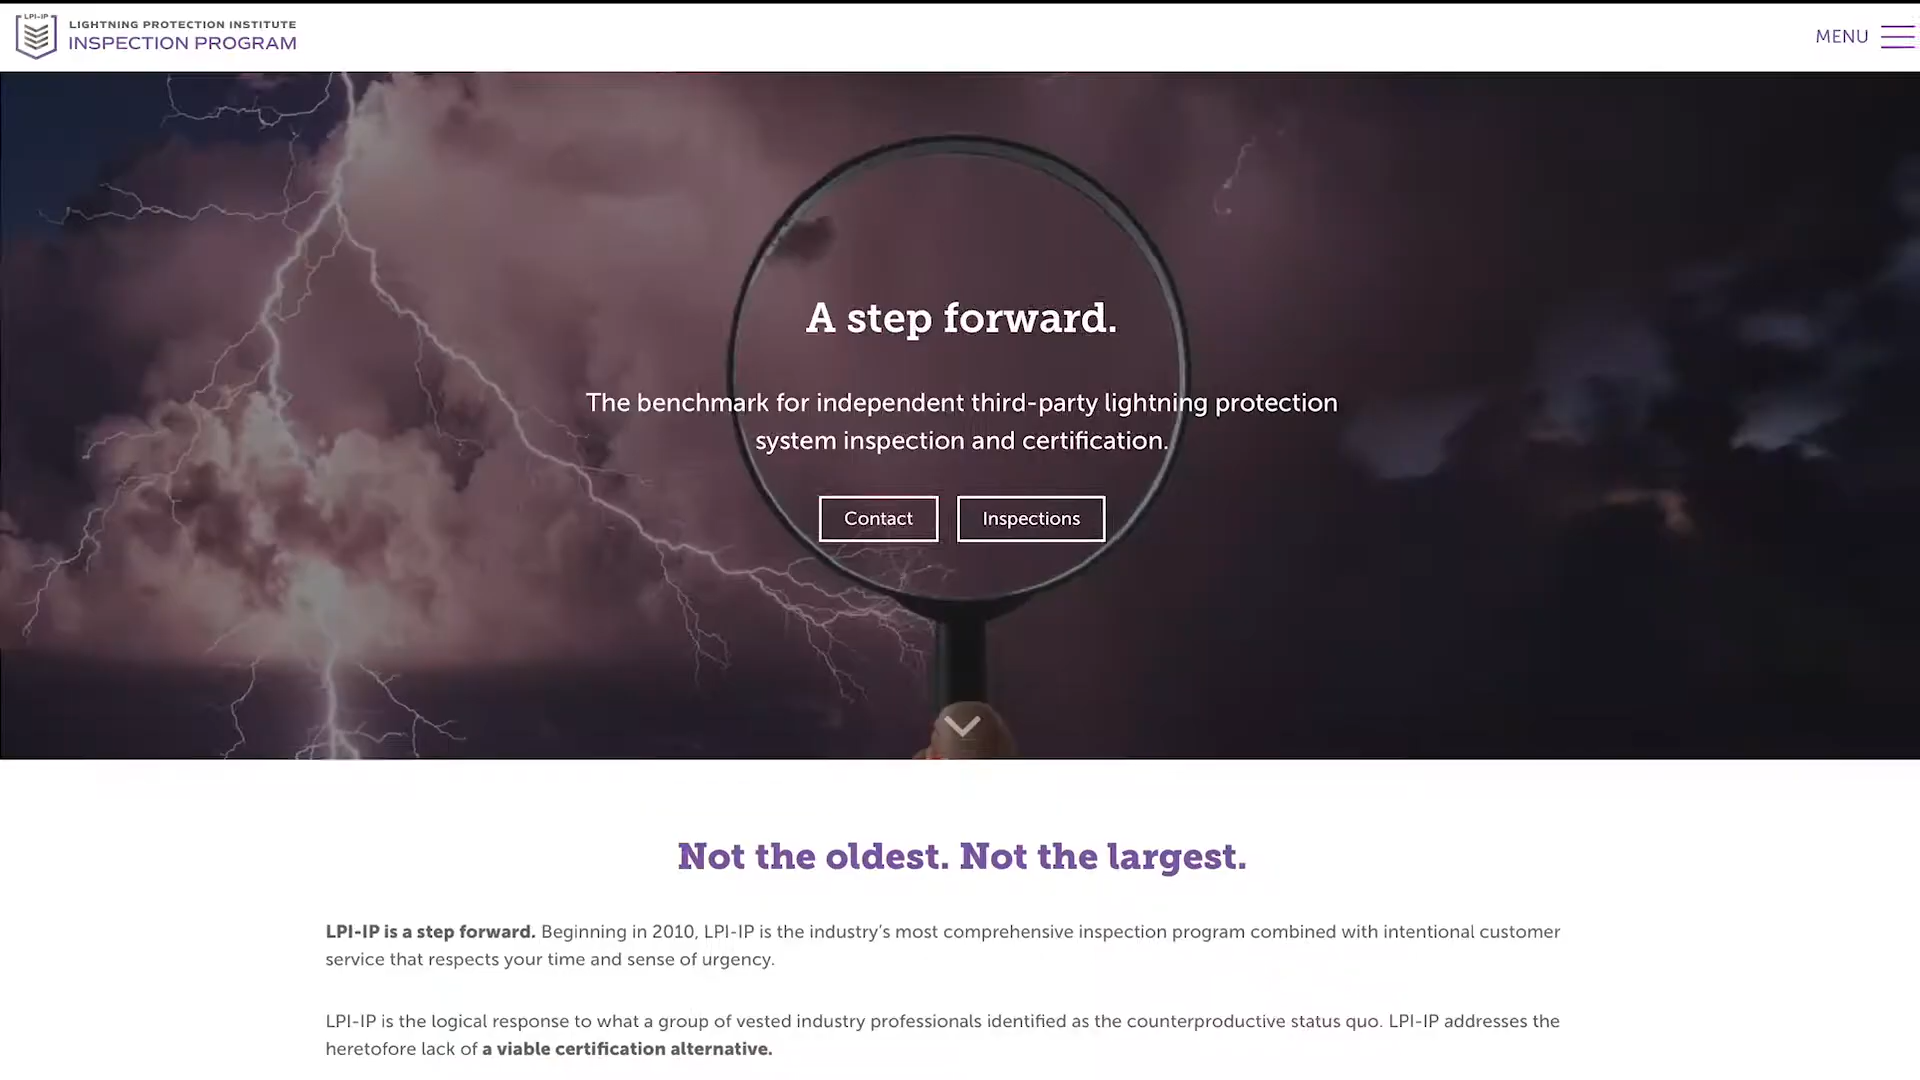 LPI-IP
LIGHTNING PROTECTION INSTITUTE
INSPECTION PROGRAM
MENU
A step forward.
The benchmark for independent third-party lightning protection
system inspection and certification.
Contact
Inspections
Not the oldest. Not the largest.
LPI-IP is a step forward. Beginning in 2010, LPI-IP is the industry’s most comprehensive inspection program combined with intentional customer
service that respects your time and sense of urgency.
LPI-IP is the logical response to what a group of vested industry professionals identified as the counterproductive status quo. LPI-IP addresses the
heretofore lack of a viable certification alternative.